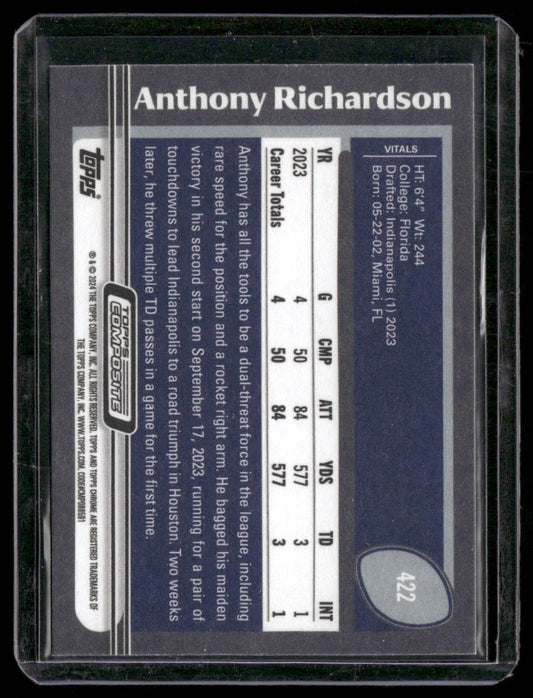 Anthony Richardson
422
VITALS
HT: 6'4" Wt: 244
College: Florida
Drafted: Indianapolis (1) 2023
Born: 05-22-02, Miami, FL
YR G CMP ATT YDS TD INT
2023 4 50 84 577 3 1
Career Totals 4 50 84 577 3 1
Anthony has all the tools to be a dual-threat force in the league, including
rare speed for the position and a rocket right arm. He bagged his maiden
victory in his second start on September 17, 2023, running for a pair of
touchdowns to lead Indianapolis to a road triumph in Houston. Two weeks
later, he threw multiple TD passes in a game for the first time.
TOPPS
COMPOSITE
topps
® & © 2024 THE TOPPS COMPANY, INC. ALL RIGHTS RESERVED. TOPPS AND TOPPS CHROME ARE REGISTERED TRADEMARKS OF
THE TOPPS COMPANY, INC. WWW.TOPPS.COM. CODE#CMP088591